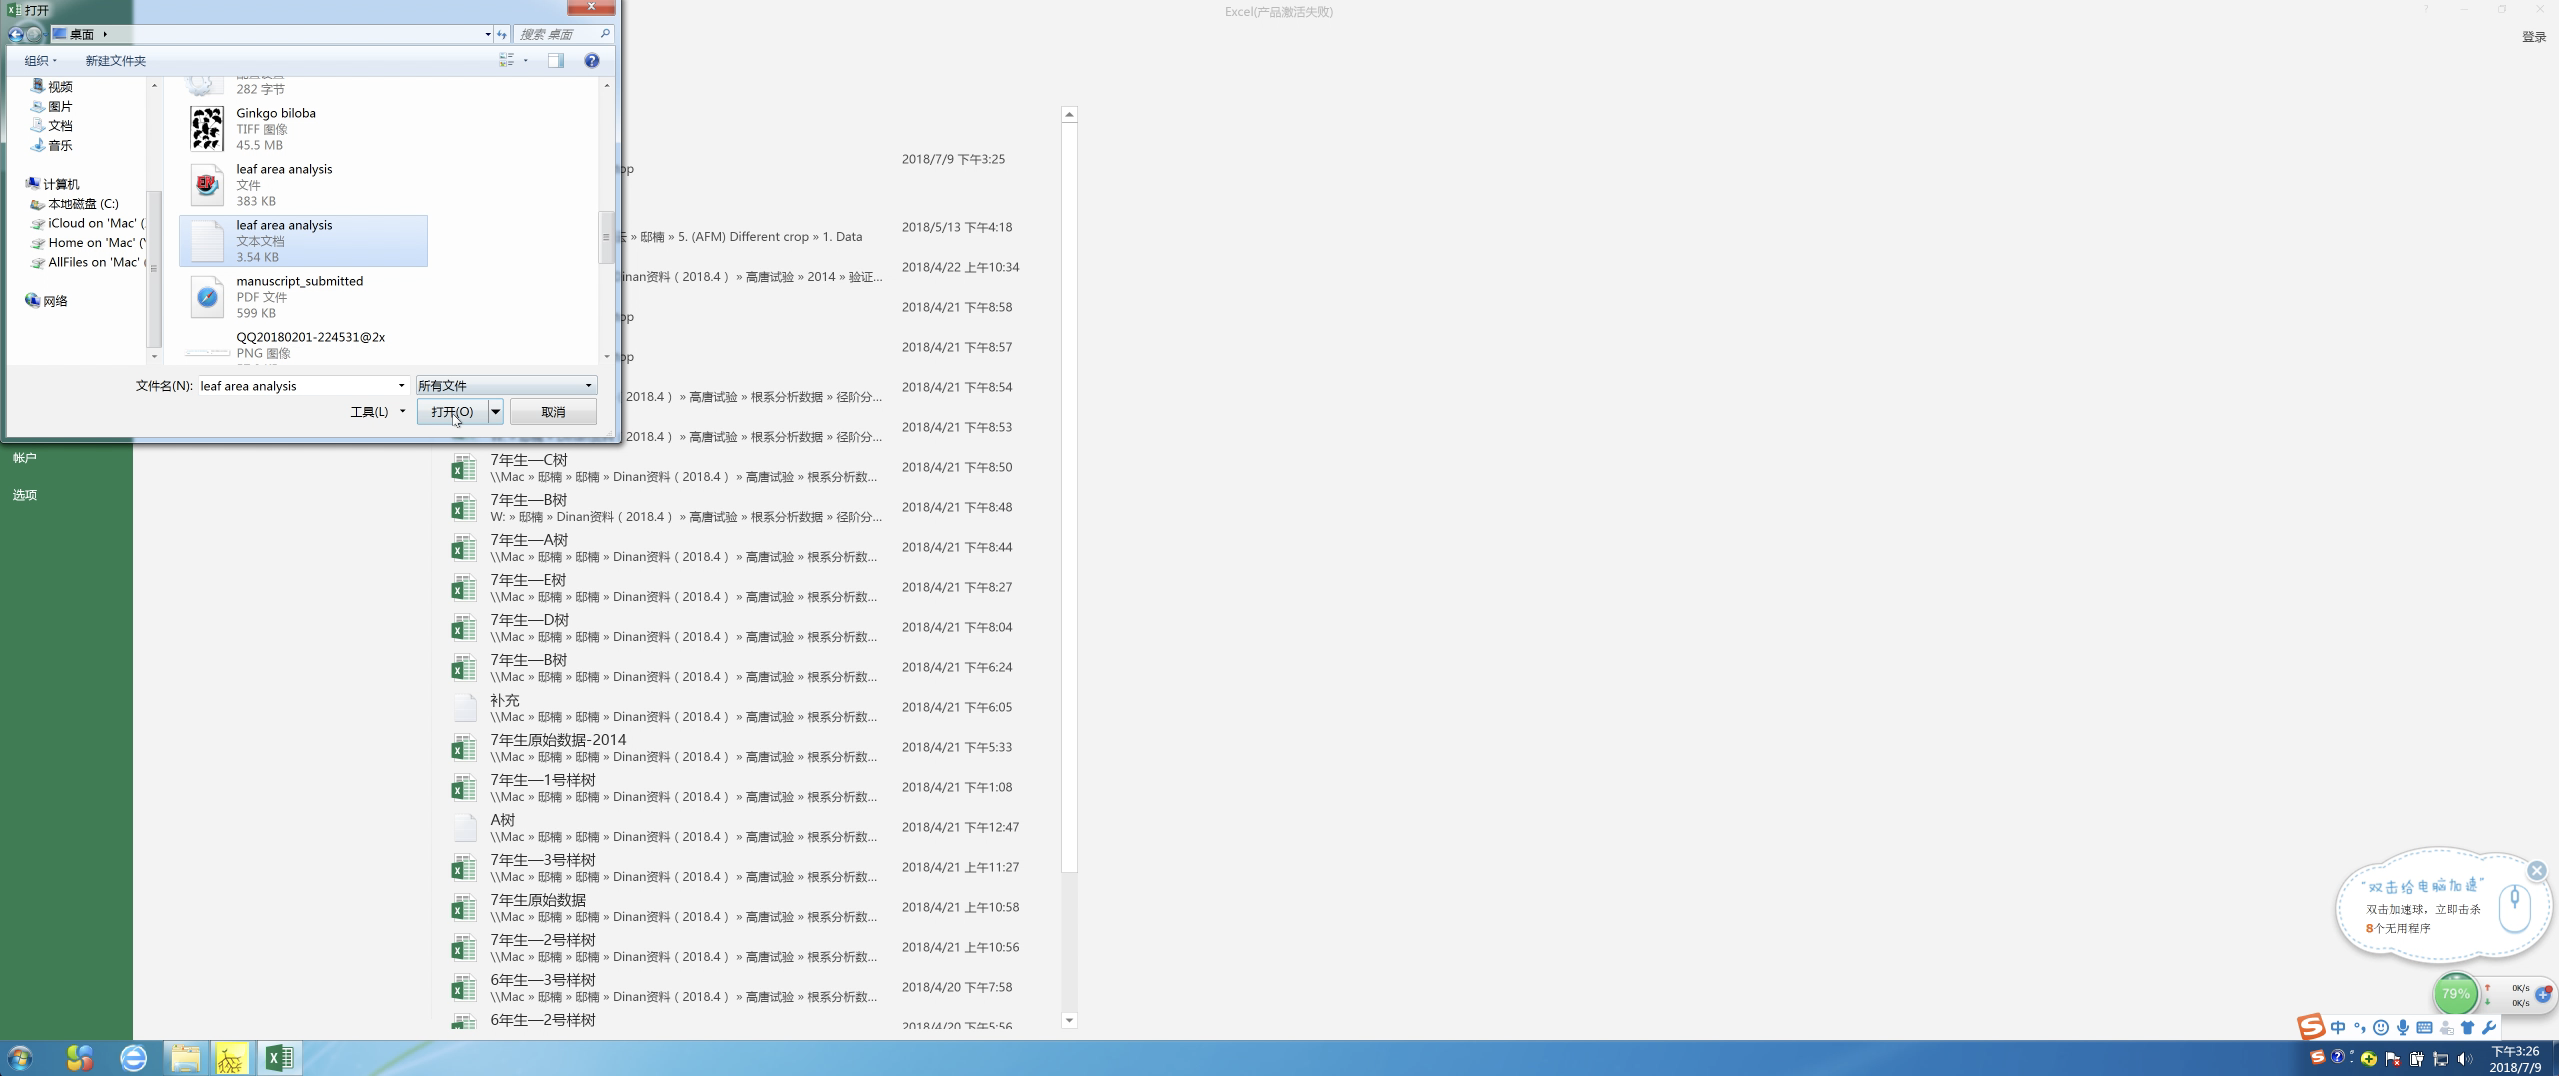 打开
Excel(产品激活失败)
登录
桌面
搜索 桌面
组织
新建文件夹
视频
图片
文档
音乐
计算机
本地磁盘 (C:)
iCloud on 'Mac' (
Home on 'Mac' (
AllFiles on 'Mac' (
网络
282 字节
Ginkgo biloba
TIFF 图像
45.5 MB
leaf area analysis
文件
383 KB
leaf area analysis
文本文档
3.54 KB
manuscript_submitted
PDF 文件
599 KB
QQ20180201-224531@2x
PNG 图像
文件名(N):
leaf area analysis
所有文件
工具(L)
打开(O)
取消
帐户
选项
op
2018/7/9 下午3:25
» 邸楠 » 5. (AFM) Different crop » 1. Data
2018/5/13 下午4:18
inan资料（2018.4） » 高唐试验 » 2014 » 验证...
2018/4/22 上午10:34
op
2018/4/21 下午8:58
op
2018/4/21 下午8:57
2018.4） » 高唐试验 » 根系分析数据 » 径阶分...
2018/4/21 下午8:54
2018.4） » 高唐试验 » 根系分析数据 » 径阶分...
2018/4/21 下午8:53
7年生—C树
\\Mac » 邸楠 » 邸楠 » Dinan资料（2018.4） » 高唐试验 » 根系分析数...
2018/4/21 下午8:50
7年生—B树
W: » 邸楠 » Dinan资料（2018.4） » 高唐试验 » 根系分析数据 » 径阶分...
2018/4/21 下午8:48
7年生—A树
\\Mac » 邸楠 » 邸楠 » Dinan资料（2018.4） » 高唐试验 » 根系分析数...
2018/4/21 下午8:44
7年生—E树
\\Mac » 邸楠 » 邸楠 » Dinan资料（2018.4） » 高唐试验 » 根系分析数...
2018/4/21 下午8:27
7年生—D树
\\Mac » 邸楠 » 邸楠 » Dinan资料（2018.4） » 高唐试验 » 根系分析数...
2018/4/21 下午8:04
7年生—B树
\\Mac » 邸楠 » 邸楠 » Dinan资料（2018.4） » 高唐试验 » 根系分析数...
2018/4/21 下午6:24
补充
\\Mac » 邸楠 » 邸楠 » Dinan资料（2018.4） » 高唐试验 » 根系分析数...
2018/4/21 下午6:05
7年生原始数据-2014
\\Mac » 邸楠 » 邸楠 » Dinan资料（2018.4） » 高唐试验 » 根系分析数...
2018/4/21 下午5:33
7年生—1号样树
\\Mac » 邸楠 » 邸楠 » Dinan资料（2018.4） » 高唐试验 » 根系分析数...
2018/4/21 下午1:08
A树
\\Mac » 邸楠 » 邸楠 » Dinan资料（2018.4） » 高唐试验 » 根系分析数...
2018/4/21 下午12:47
7年生—3号样树
\\Mac » 邸楠 » 邸楠 » Dinan资料（2018.4） » 高唐试验 » 根系分析数...
2018/4/21 上午11:27
7年生原始数据
\\Mac » 邸楠 » 邸楠 » Dinan资料（2018.4） » 高唐试验 » 根系分析数...
2018/4/21 上午10:58
7年生—2号样树
\\Mac » 邸楠 » 邸楠 » Dinan资料（2018.4） » 高唐试验 » 根系分析数...
2018/4/21 上午10:56
6年生—3号样树
\\Mac » 邸楠 » 邸楠 » Dinan资料（2018.4） » 高唐试验 » 根系分析数...
2018/4/20 下午7:58
6年生—2号样树
2018/4/20 下午5:56
“双击给电脑加速”
双击加速球，立即击杀
8个无用程序
79%
0K/s
0K/s
中
下午3:26
2018/7/9